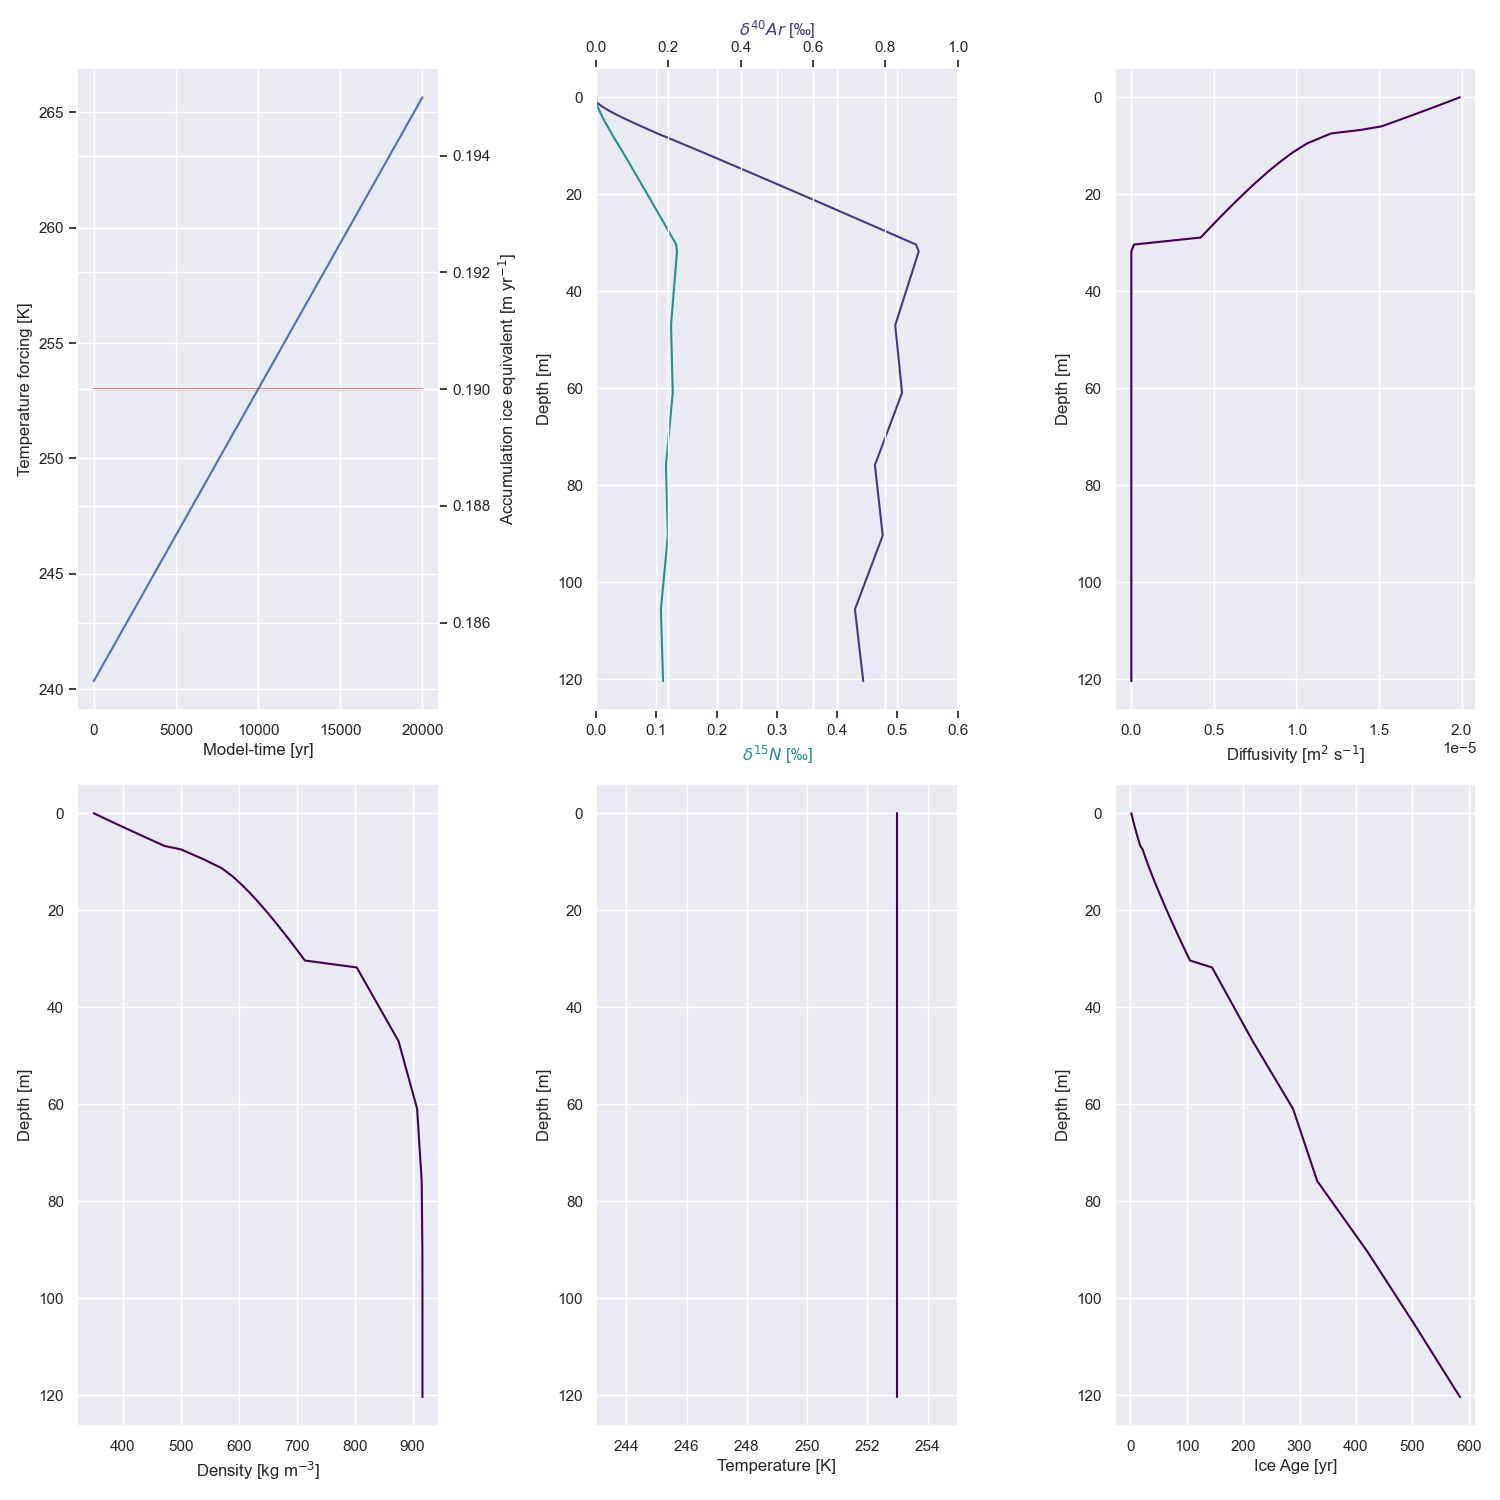 δ⁴⁰Ar [‰]
0.0 0.2 0.4 0.6 0.8 1.0
Temperature forcing [K]
265
260
255
250
245
240
0 5000 10000 15000 20000
Model-time [yr]
0.194
0.192
0.190
0.188
0.186
Accumulation ice equivalent [m yr⁻¹]
Depth [m]
0
20
40
60
80
100
120
0.0 0.1 0.2 0.3 0.4 0.5 0.6
δ¹⁵N [‰]
Depth [m]
0
20
40
60
80
100
120
0.0 0.5 1.0 1.5 2.0
1e−5
Diffusivity [m² s⁻¹]
Depth [m]
0
20
40
60
80
100
120
400 500 600 700 800 900
Density [kg m⁻³]
Depth [m]
0
20
40
60
80
100
120
244 246 248 250 252 254
Temperature [K]
Depth [m]
0
20
40
60
80
100
120
0 100 200 300 400 500 600
Ice Age [yr]